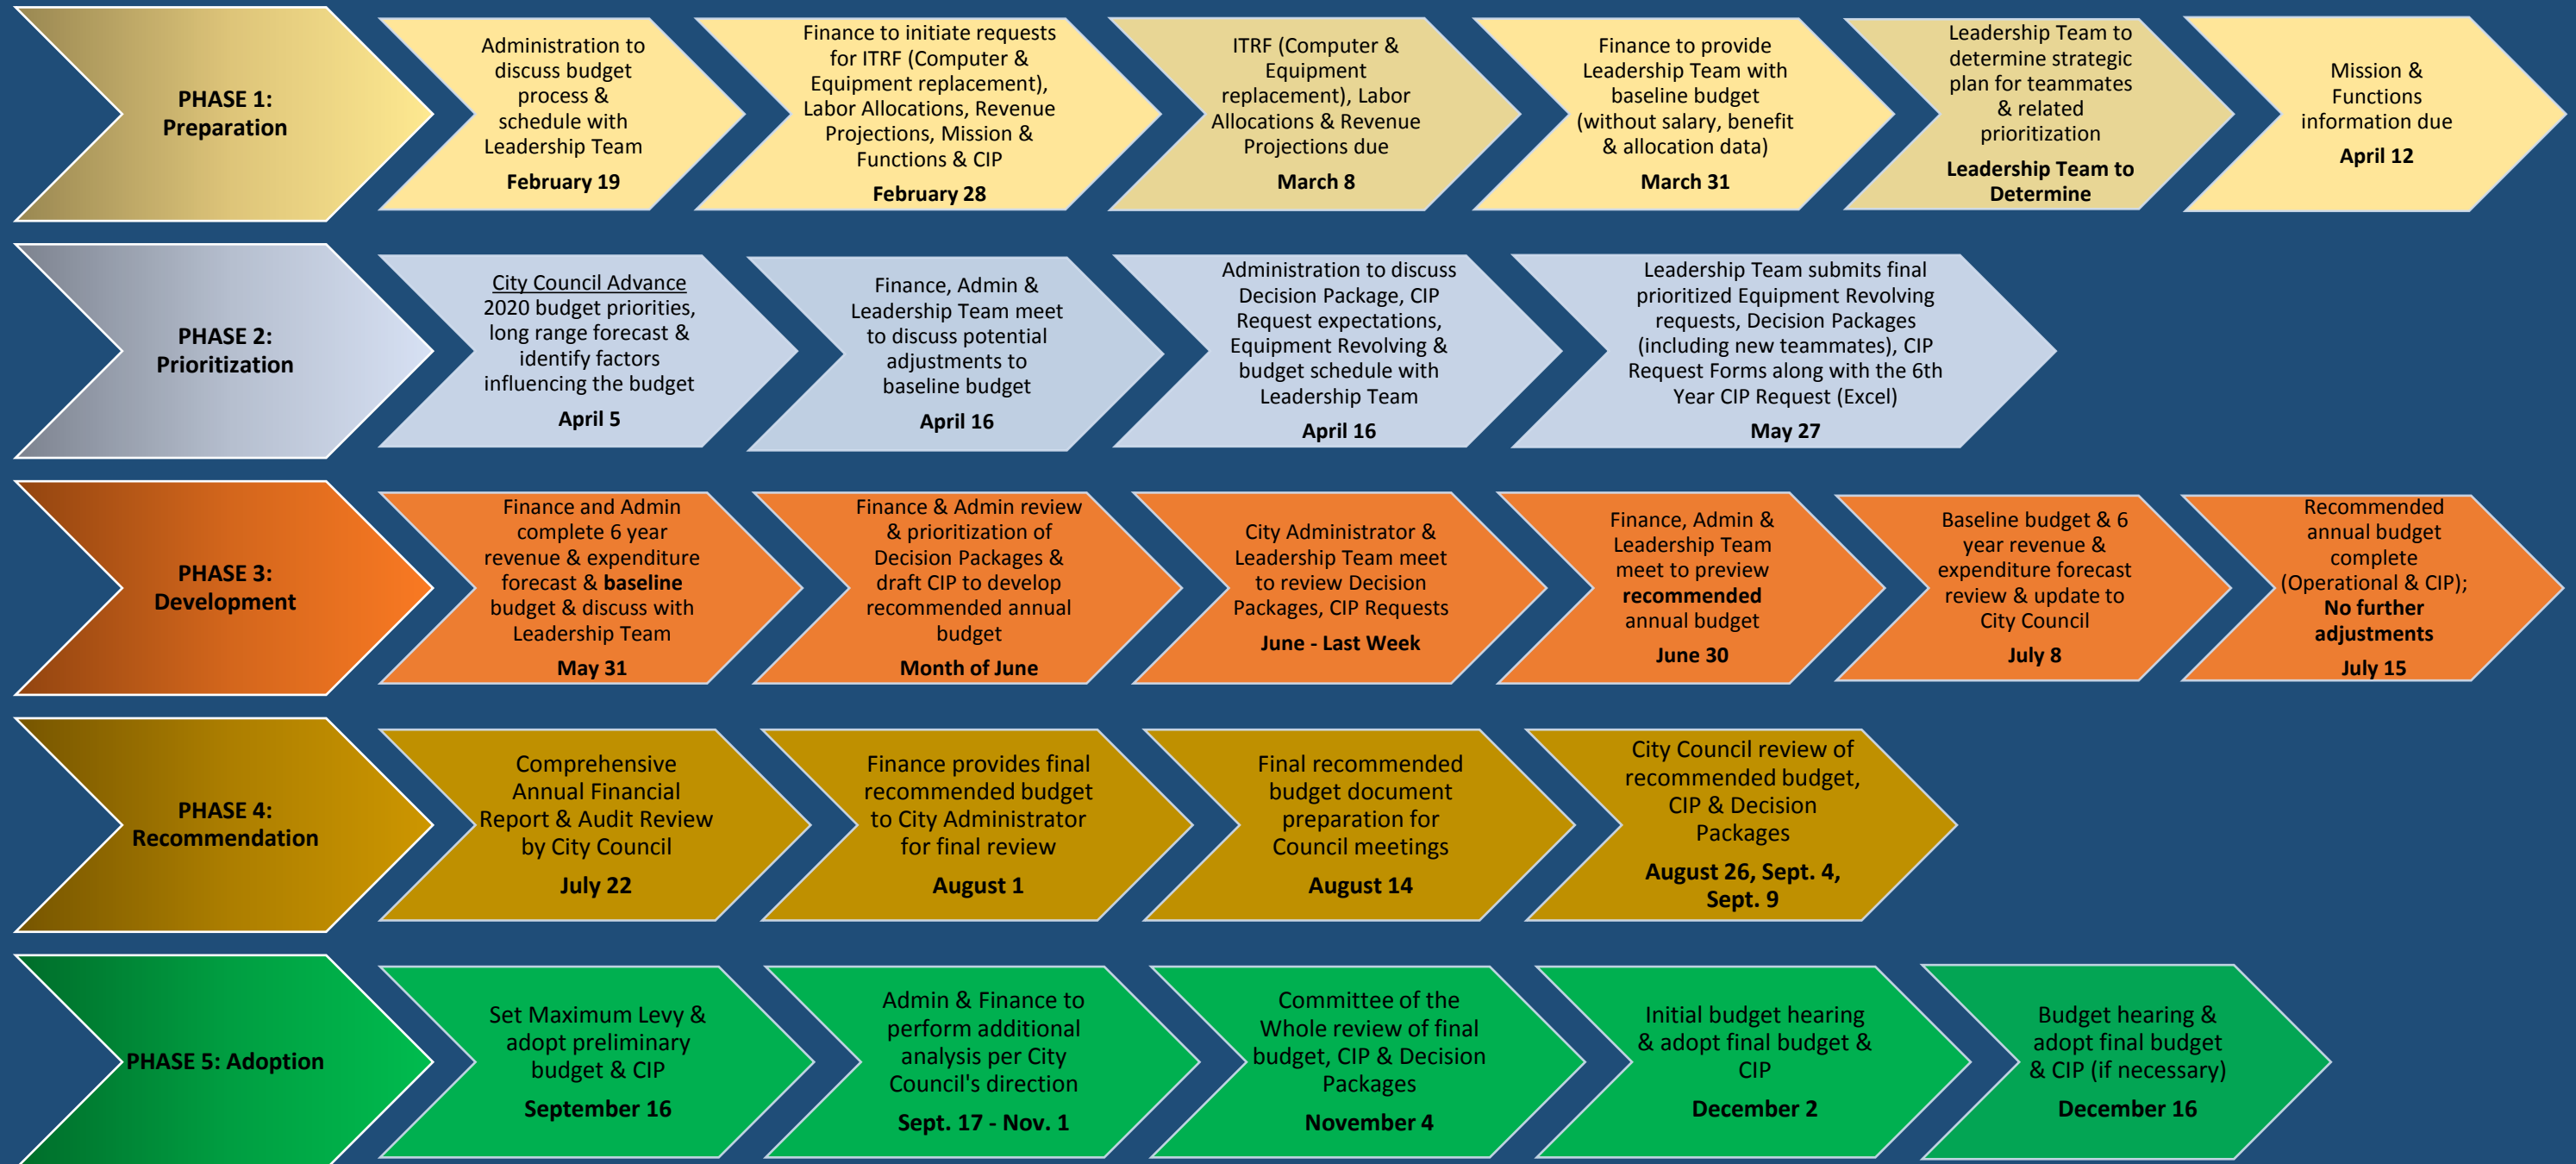 PHASE 1:
Preparation
Administration to
discuss budget
process &
schedule with
Leadership Team
February 19
Finance to initiate requests
for ITRF (Computer &
Equipment replacement),
Labor Allocations, Revenue
Projections, Mission &
Functions & CIP
February 28
ITRF (Computer &
Equipment
replacement), Labor
Allocations & Revenue
Projections due
March 8
Finance to provide
Leadership Team with
baseline budget
(without salary, benefit
& allocation data)
March 31
Leadership Team to
determine strategic
plan for teammates
& related
prioritization
Leadership Team to
Determine
Mission &
Functions
information due
April 12
PHASE 2:
Prioritization
City Council Advance
2020 budget priorities,
long range forecast &
identify factors
influencing the budget
April 5
Finance, Admin &
Leadership Team meet
to discuss potential
adjustments to
baseline budget
April 16
Administration to discuss
Decision Package, CIP
Request expectations,
Equipment Revolving &
budget schedule with
Leadership Team
April 16
Leadership Team submits final
prioritized Equipment Revolving
requests, Decision Packages
(including new teammates), CIP
Request Forms along with the 6th
Year CIP Request (Excel)
May 27
PHASE 3:
Development
Finance and Admin
complete 6 year
revenue & expenditure
forecast & baseline
budget & discuss with
Leadership Team
May 31
Finance & Admin review
& prioritization of
Decision Packages &
draft CIP to develop
recommended annual
budget
Month of June
City Administrator &
Leadership Team meet
to review Decision
Packages, CIP Requests
June - Last Week
Finance, Admin &
Leadership Team
meet to preview
recommended
annual budget
June 30
Baseline budget & 6
year revenue &
expenditure forecast
review & update to
City Council
July 8
Recommended
annual budget
complete
(Operational & CIP);
No further
adjustments
July 15
PHASE 4:
Recommendation
Comprehensive
Annual Financial
Report & Audit Review
by City Council
July 22
Finance provides final
recommended budget
to City Administrator
for final review
August 1
Final recommended
budget document
preparation for
Council meetings
August 14
City Council review of
recommended budget,
CIP & Decision
Packages
August 26, Sept. 4,
Sept. 9
PHASE 5: Adoption
Set Maximum Levy &
adopt preliminary
budget & CIP
September 16
Admin & Finance to
perform additional
analysis per City
Council's direction
Sept. 17 - Nov. 1
Committee of the
Whole review of final
budget, CIP & Decision
Packages
November 4
Initial budget hearing
& adopt final budget &
CIP
December 2
Budget hearing &
adopt final budget
& CIP (if necessary)
December 16